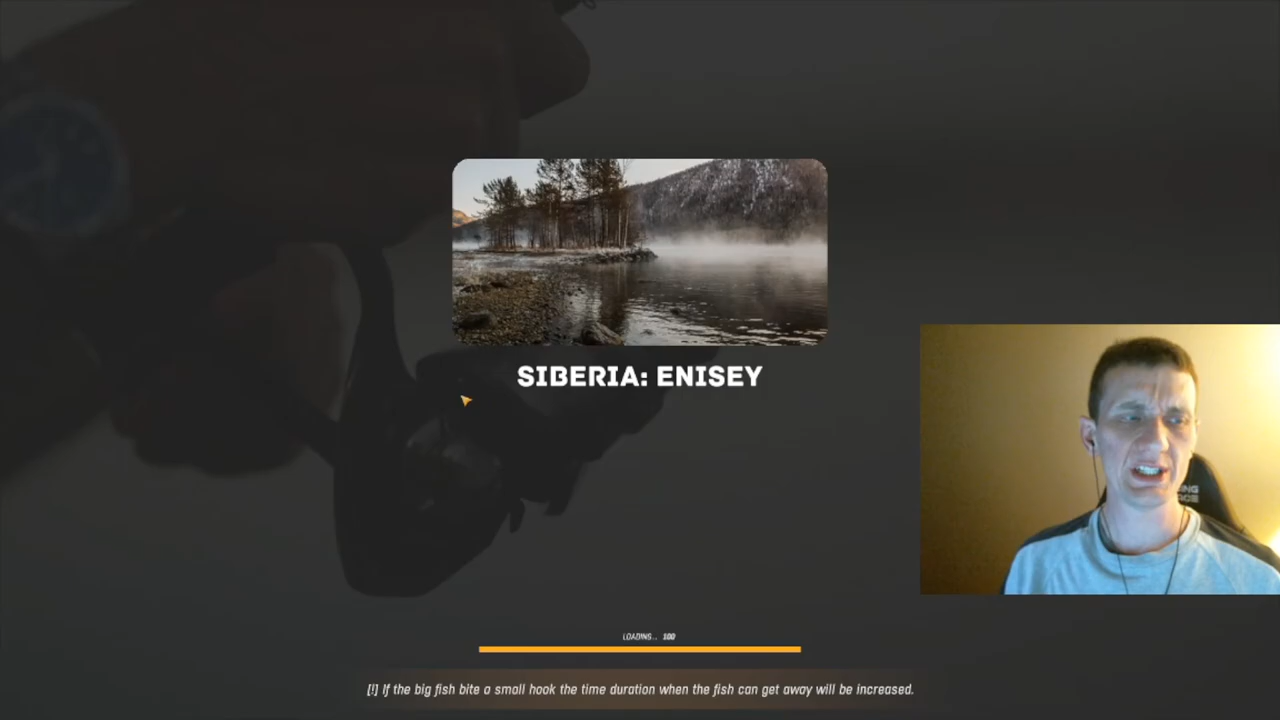 SIBERIA: ENISEY
LOADING... 100
[!] If the big fish bite a small hook the time duration when the fish can get away will be increased.